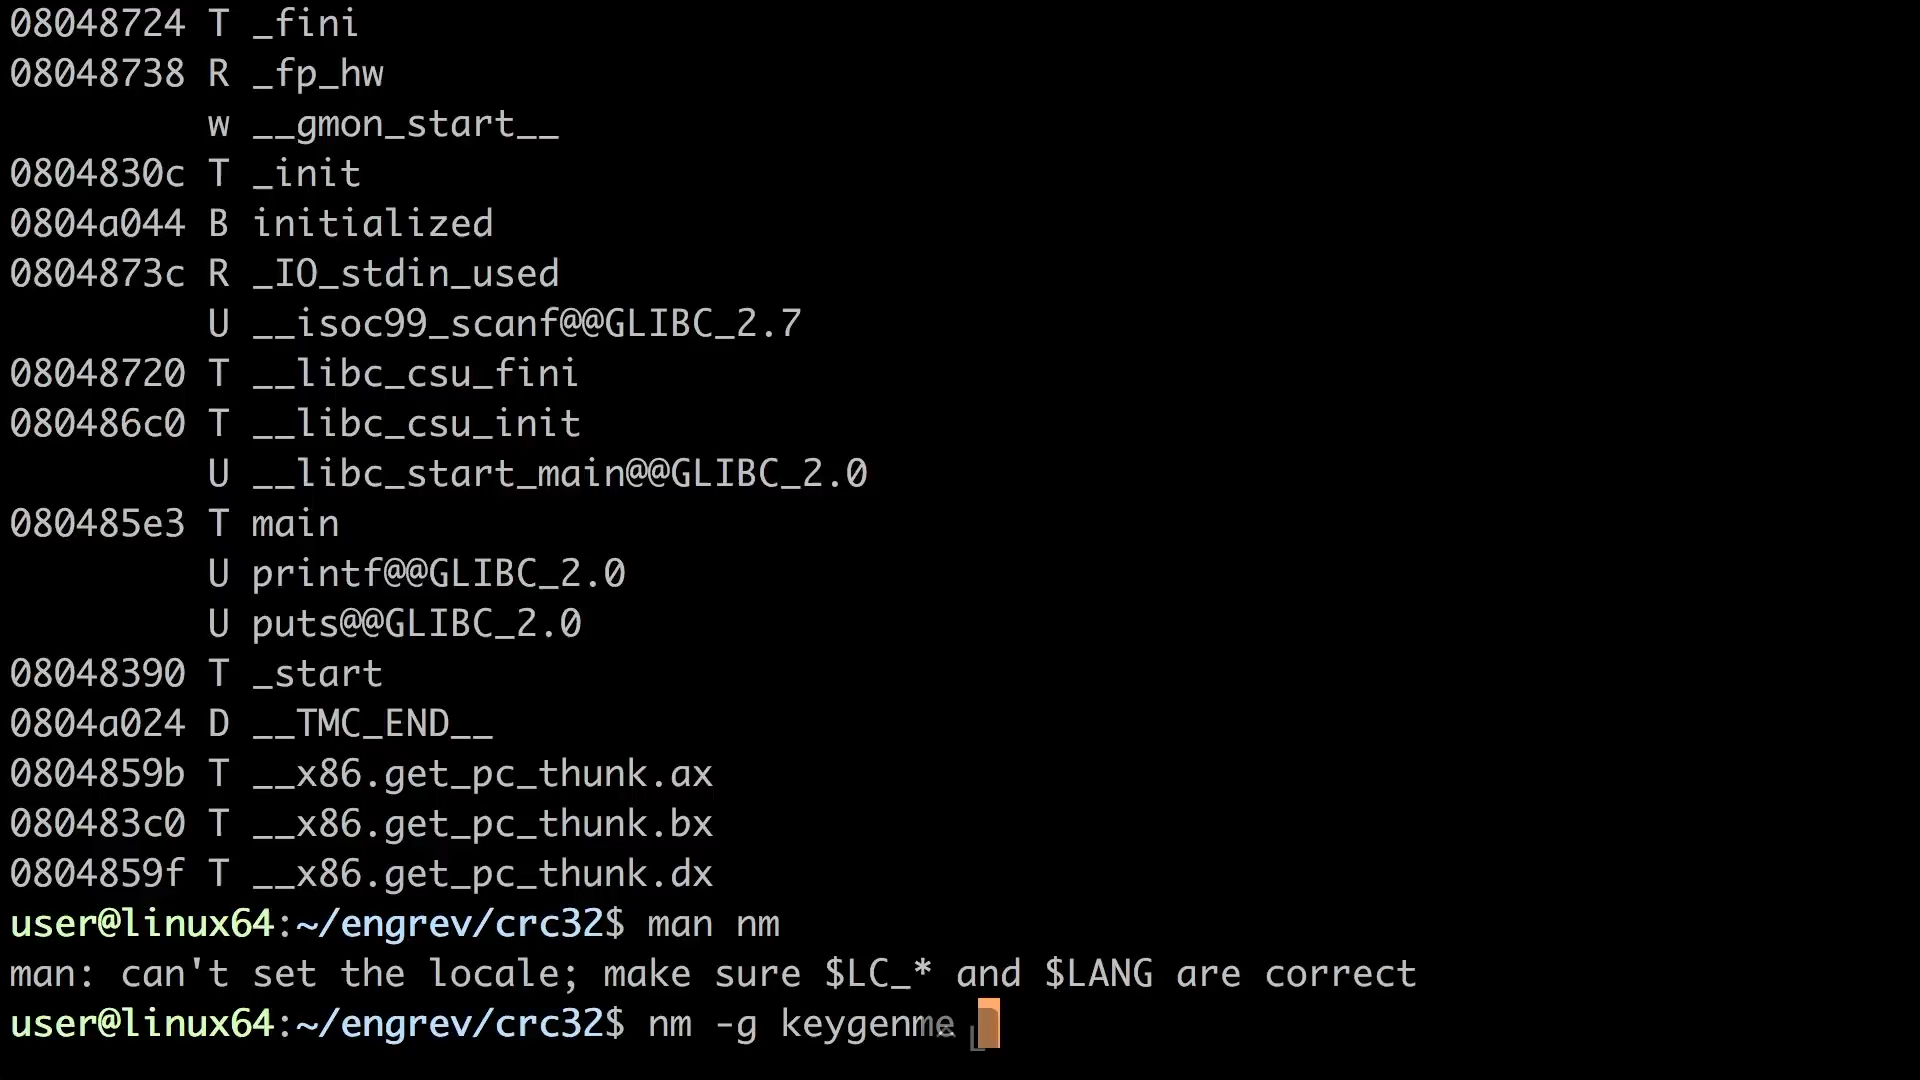 08048724 T _fini
08048738 R _fp_hw
w __gmon_start__
0804830c T _init
0804a044 B initialized
0804873c R _IO_stdin_used
U __isoc99_scanf@@GLIBC_2.7
08048720 T __libc_csu_fini
080486c0 T __libc_csu_init
U __libc_start_main@@GLIBC_2.0
080485e3 T main
U printf@@GLIBC_2.0
U puts@@GLIBC_2.0
08048390 T _start
0804a024 D __TMC_END__
0804859b T __x86.get_pc_thunk.ax
080483c0 T __x86.get_pc_thunk.bx
0804859f T __x86.get_pc_thunk.dx
user@linux64:~/engrev/crc32$ man nm
man: can't set the locale; make sure $LC_* and $LANG are correct
user@linux64:~/engrev/crc32$ nm -g keygenme